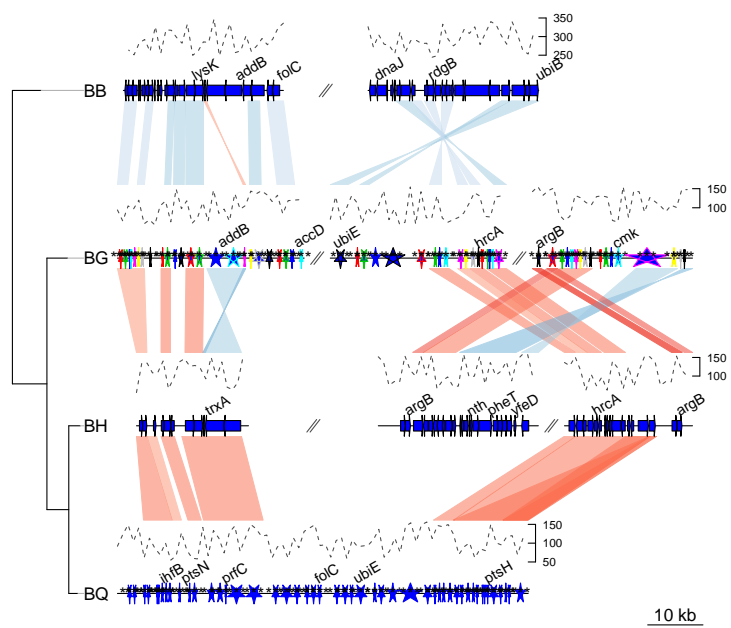 350
300
250
BB lysK addB folC // dnaJ rdgB ubiB
150
100
BG addB accD // ubiE hrcA // argB cmk
150
100
BH trxA // argB nth pheT yfeD // hrcA argB
150
100
50
BQ ihfB ptsN prfC folC ubiE ptsH
10 kb